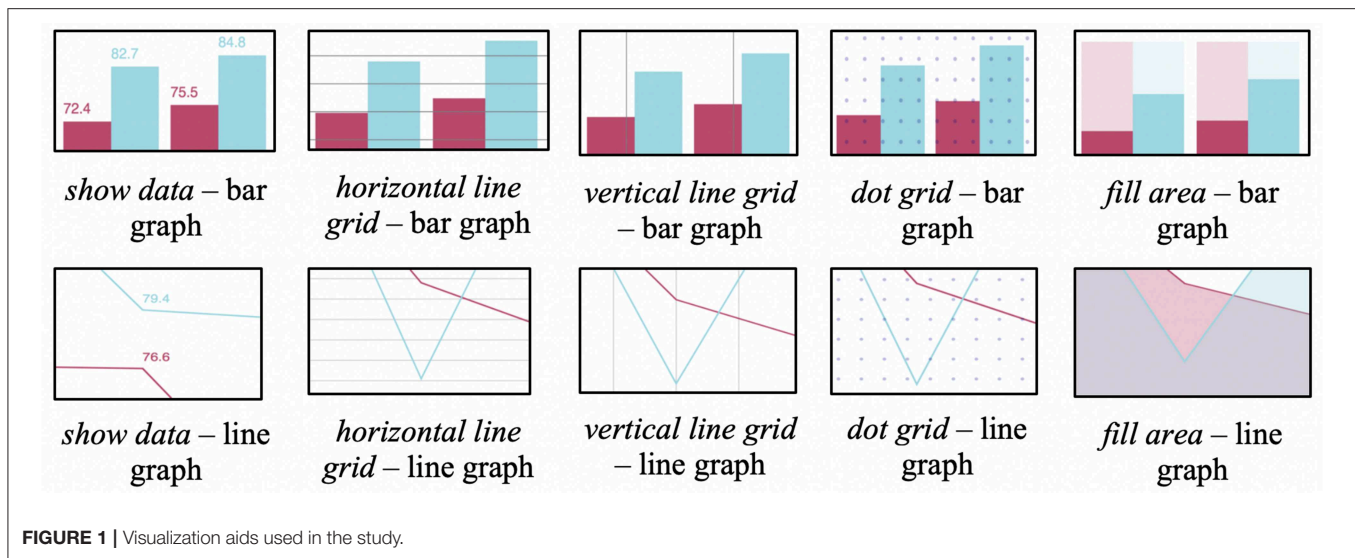 72.4
82.7
75.5
84.8
show data – bar
graph
horizontal line
grid – bar graph
vertical line grid
– bar graph
dot grid – bar
graph
fill area – bar
graph
79.4
76.6
show data – line
graph
horizontal line
grid – line graph
vertical line grid
– line graph
dot grid – line
graph
fill area – line
graph
FIGURE 1 | Visualization aids used in the study.